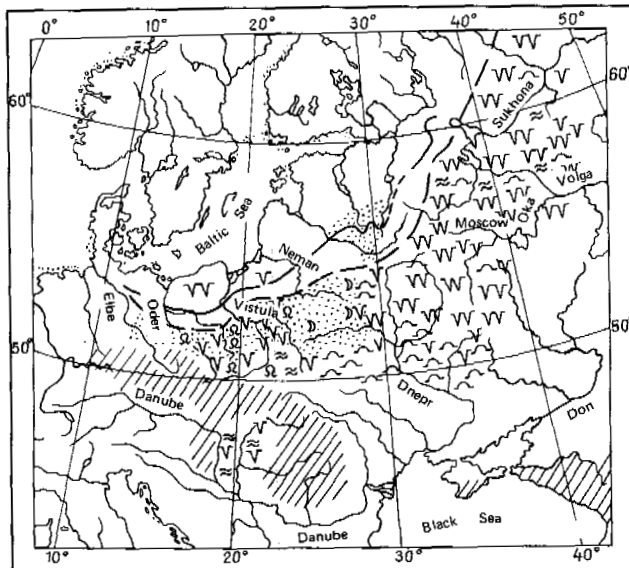 0° 10° 20° 30° 40° 50°
60°
60°
Sukhona
Volga
Oka
Moscow
Baltic Sea
Neman
Elbe
Oder
Vistula
50°
50°
Danube
Dnepr
Don
Danube
Black Sea
10° 20° 30° 40°